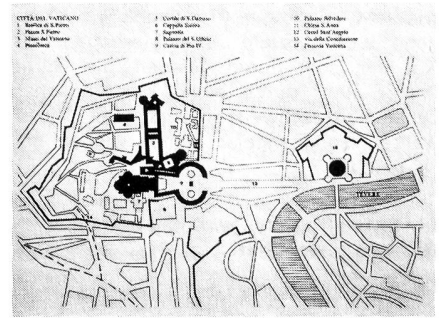 CITTÀ DEL VATICANO
1 Basilica di S. Pietro
2 Piazza S. Pietro
3 Musei del Vaticano
4 Pinacoteca
5 Cortile di S. Damaso
6 Cappella Sistina
7 Sagrestia
8 Palazzo del S. Uffizio
9 Casina di Pio IV
10 Palazzo Belvedere
11 Chiesa S. Anna
12 Castel Sant'Angelo
13 via della Conciliazione
14 Vaticana
13
TEVERE